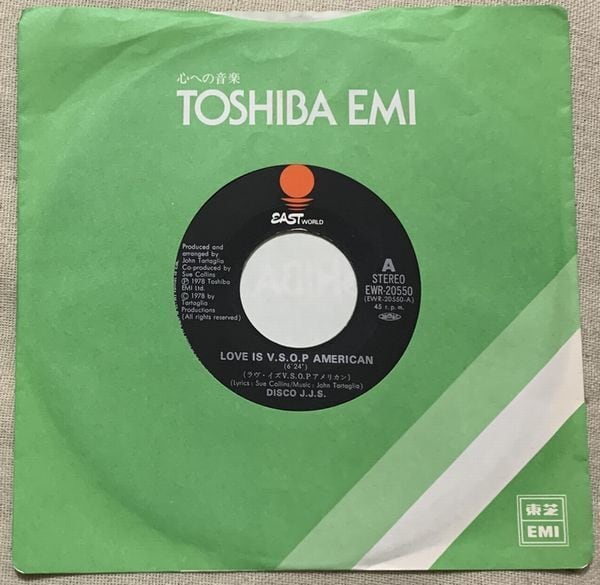 心への音楽
TOSHIBA EMI
EAST WORLD
Produced and
arranged by
John Tartaglia
Co-produced by
Sue Collins
℗ 1978 Toshiba
EMI Ltd.
© 1978 by
Tartaglia
Productions
(All rights reserved)
A
STEREO
EWR-20550
(EWR-20550-A)
45 r.p.m.
LOVE IS V.S.O.P AMERICAN
(6'24")
(ラヴ・イズV.S.O.Pアメリカン)
(Lyrics : Sue Collins/Music : John Tartaglia)
DISCO J.J.S.
東芝
EMI